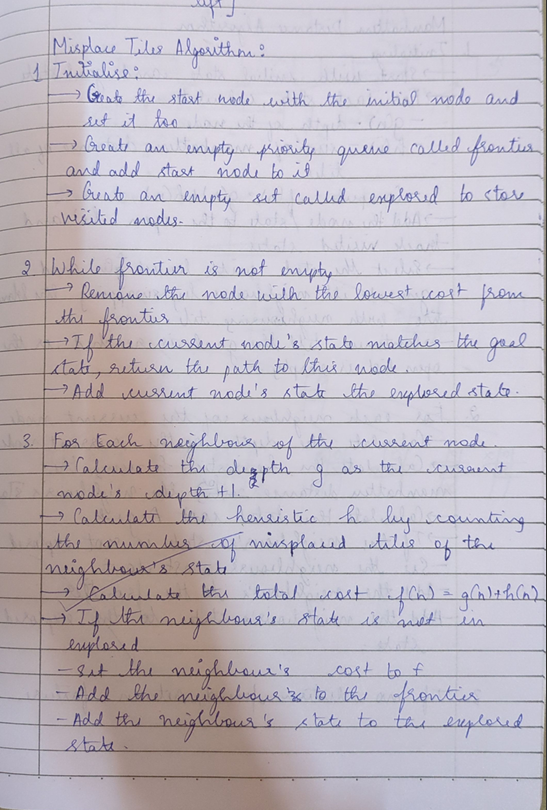 left]
Misplace Tiles Algorithm:
1. Initialise:
→ Create the start node with the initial node and
set it too
→ Create an empty priority queue called frontier
and add start node to it
→ Create an empty set called explored to store
visited nodes.
2. While frontier is not empty
→ Remove the node with the lowest cost from
the frontier
→ If the current node's state matches the goal
state, return the path to this node
→ Add current node's state the explored state.
3. For Each neighbour of the current node.
→ Calculate the depth g as the current
node's depth +1.
→ Calculate the heuristic h by counting
the number of misplaced tiles of the
neighbour's state
→ Calculate the total cost f(n) = g(n)+h(n)
→ If the neighbour's state is not in
explored
- Set the neighbour's cost to f
- Add the neighbour's to the frontier
- Add the neighbour's state to the explored
state.